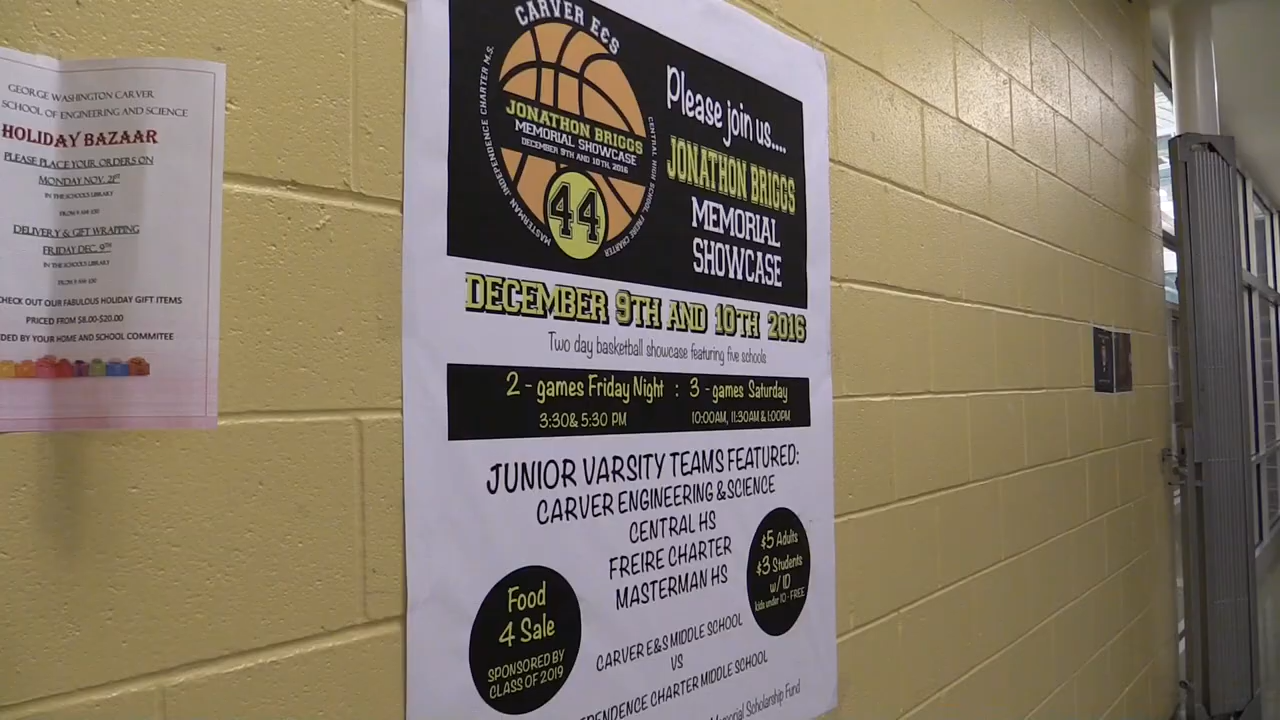 GEORGE WASHINGTON CARVER
SCHOOL OF ENGINEERING AND SCIENCE
HOLIDAY BAZAAR
PLEASE PLACE YOUR ORDERS ON
MONDAY NOV. 21ST
IN THE SCHOOLS LIBRARY
DELIVERY & GIFT WRAPPING
FRIDAY DEC. 9TH
IN THE SCHOOLS LIBRARY
CHECK OUT OUR FABULOUS HOLIDAY GIFT ITEMS
PRICED FROM $8.00-$20.00
DED BY YOUR HOME AND SCHOOL COMMITEE
CARVER E&S
MASTERMAN INDEPENDENCE CHARTER M.S.
CENTRAL HIGH SCHOOL FREIRE CHARTER
JONATHON BRIGGS
MEMORIAL SHOWCASE
DECEMBER 9TH AND 10TH, 2016
44
Please join us....
JONATHON BRIGGS
MEMORIAL
SHOWCASE
DECEMBER 9TH AND 10TH 2016
Two day basketball showcase featuring five schools
2 - games Friday Night : 3 - games Saturday
3:30& 5:30 PM 10:00AM, 11:30AM & 1:00PM
JUNIOR VARSITY TEAMS FEATURED:
CARVER ENGINEERING &SCIENCE
CENTRAL HS
FREIRE CHARTER
MASTERMAN HS
$5 Adults
$3 Students
w/ ID
kids under 10 - FREE
Food
4 Sale
SPONSORED BY
CLASS OF 2019
CARVER E&S MIDDLE SCHOOL
VS
PENDENCE CHARTER MIDDLE SCHOOL
Memorial Scholarship Fund